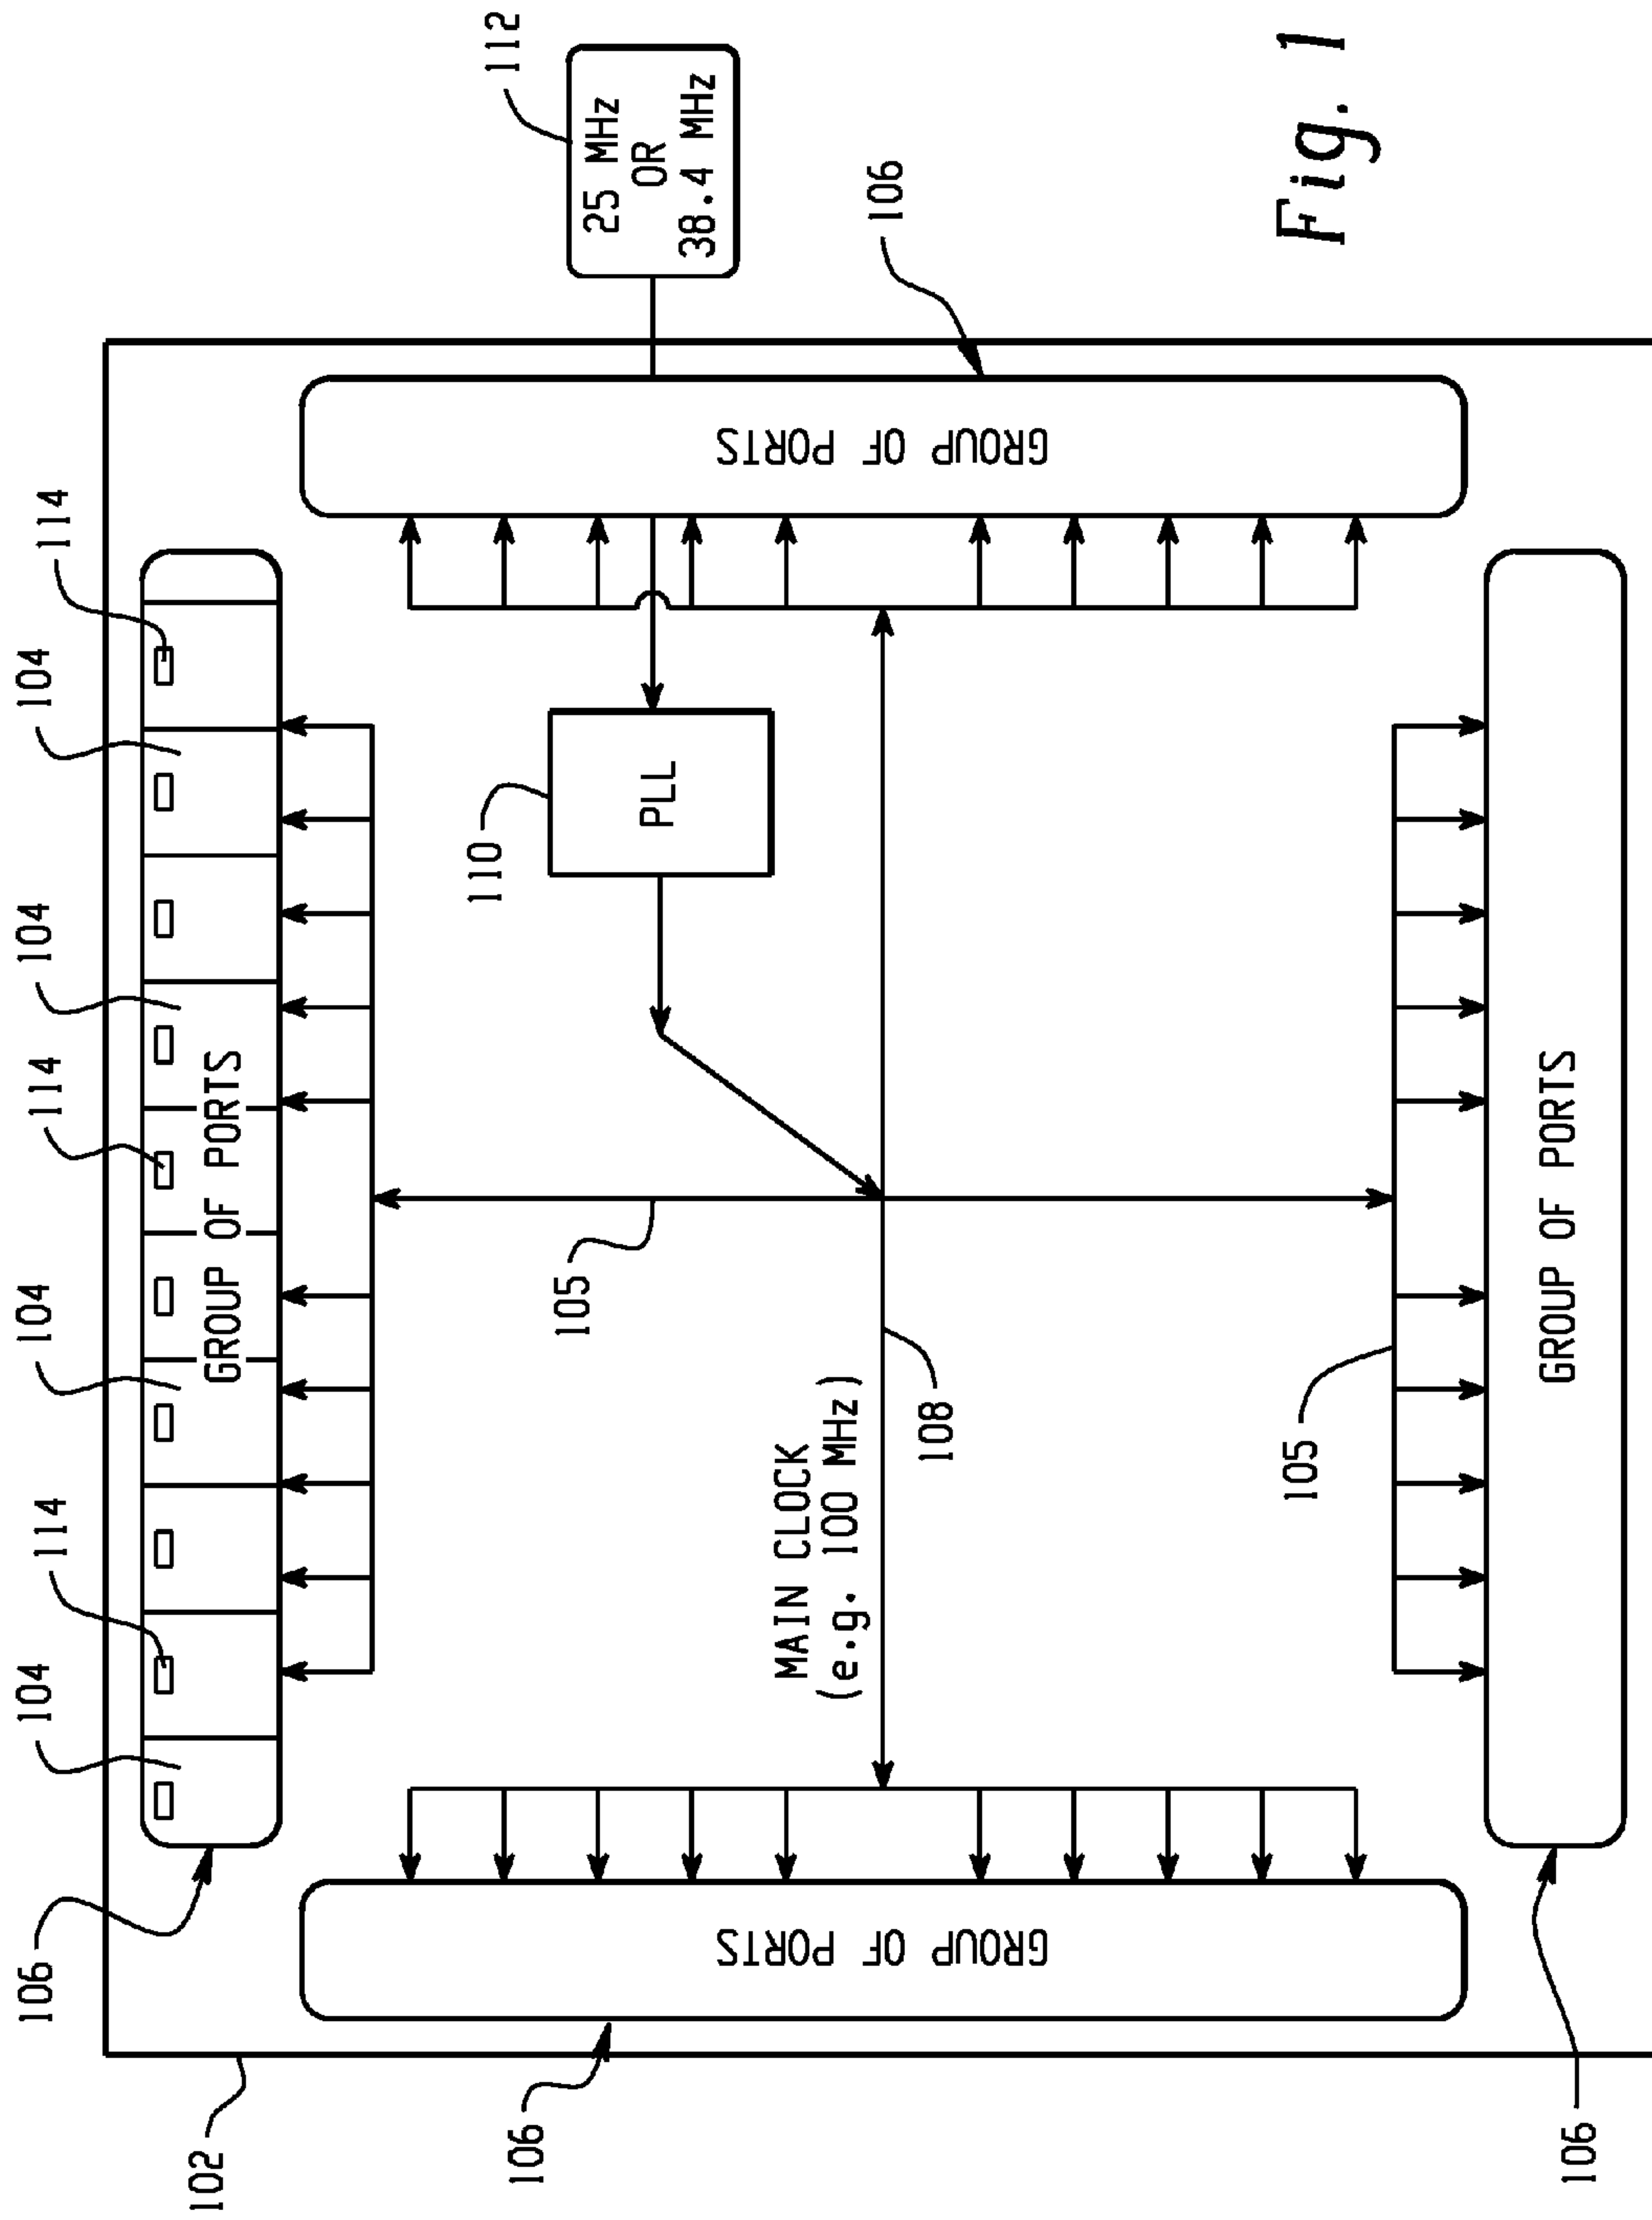 114
104
104
114
104
114
104
106
102
GROUP OF PORTS
112
25 MHz
OR
38.4 MHz
110
PLL
106
GROUP OF PORTS
105
MAIN CLOCK
(e.g. 100 MHz)
108
GROUP OF PORTS
106
105
GROUP OF PORTS
106
Fig. 1